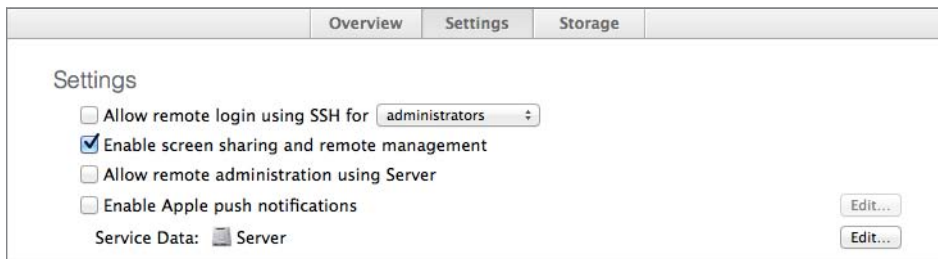 Overview Settings Storage
Settings
Allow remote login using SSH for administrators
Enable screen sharing and remote management
Allow remote administration using Server
Enable Apple push notifications Edit...
Service Data: Server Edit...